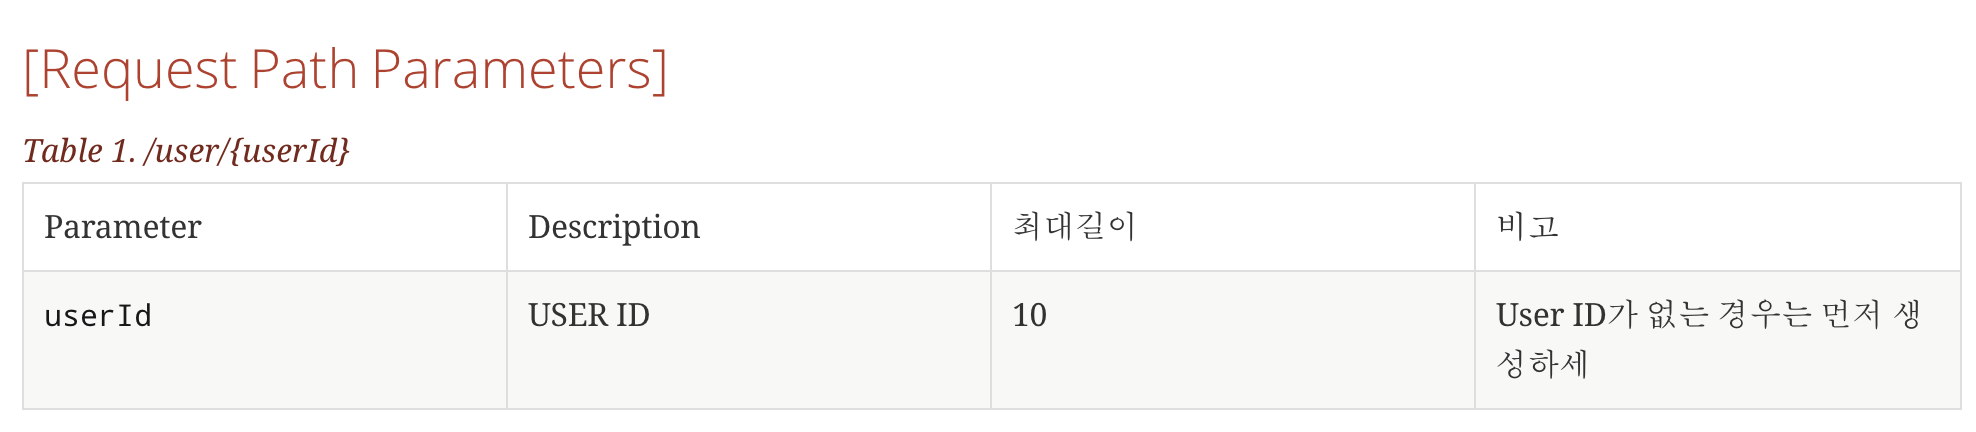 [Request Path Parameters]
Table 1. /user/{userId}
Parameter Description 최대길이 비고
userId USER ID 10 User ID가 없는 경우는 먼저 생
성하세